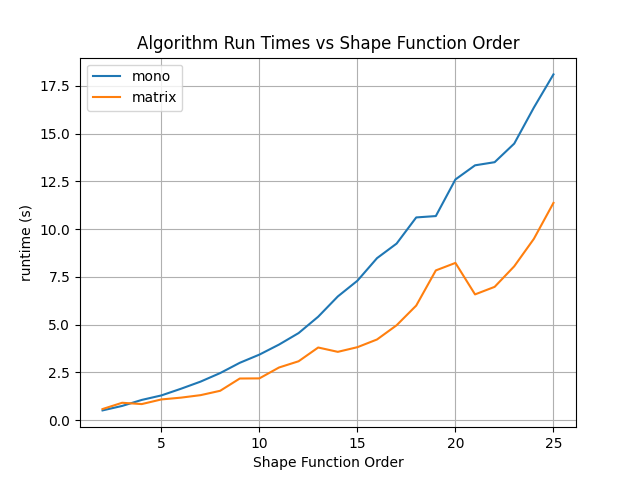 Algorithm Run Times vs Shape Function Order
mono
matrix
17.5
15.0
12.5
10.0
7.5
5.0
2.5
0.0
runtime (s)
5
10
15
20
25
Shape Function Order